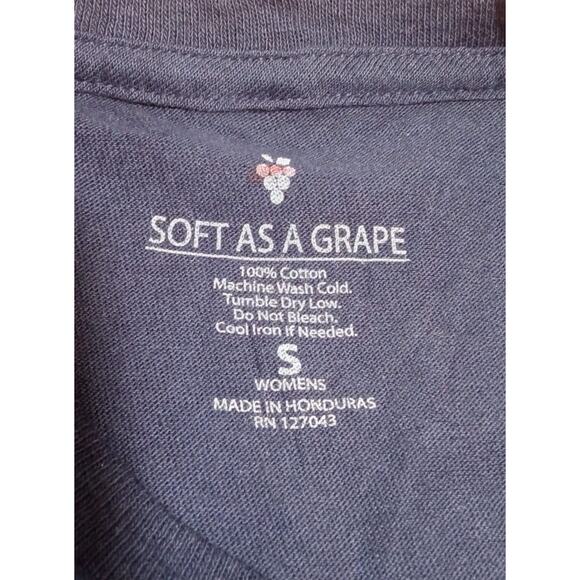 SOFT AS A GRAPE
100% Cotton
Machine Wash Cold.
Tumble Dry Low.
Do Not Bleach.
Cool Iron If Needed.
S
WOMENS
MADE IN HONDURAS
RN 127043